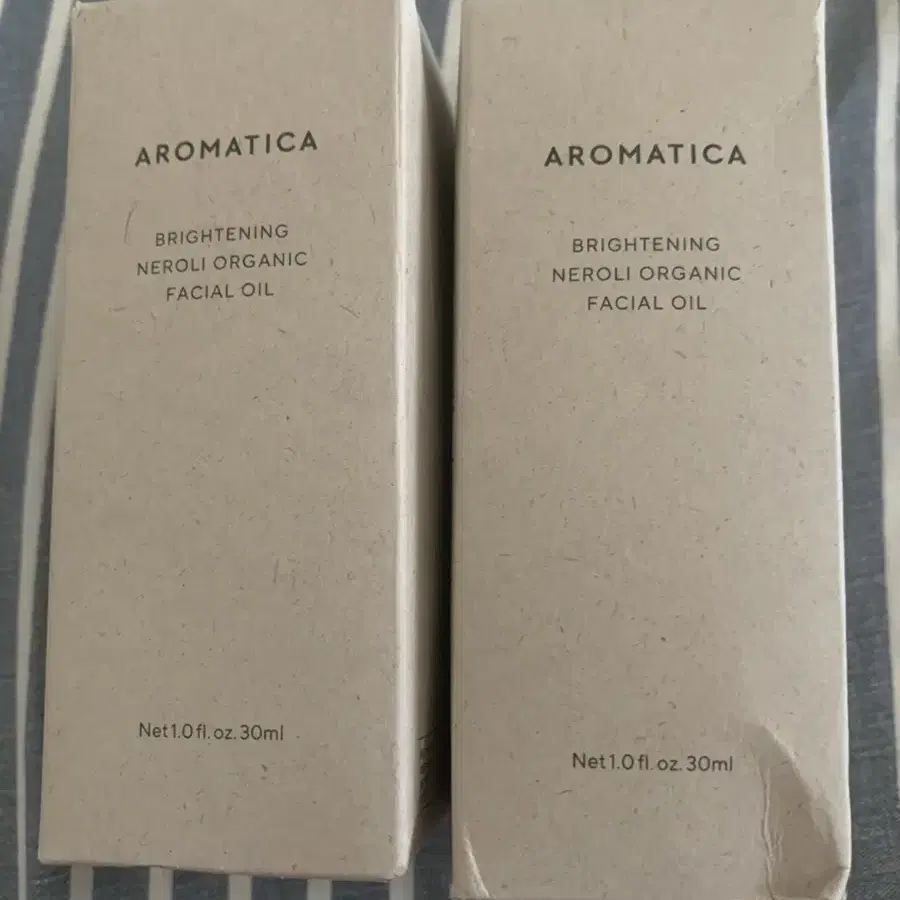 AROMATICA
BRIGHTENING
NEROLI ORGANIC
FACIAL OIL
Net 1.0 fl. oz. 30ml
AROMATICA
BRIGHTENING
NEROLI ORGANIC
FACIAL OIL
Net 1.0 fl. oz. 30ml